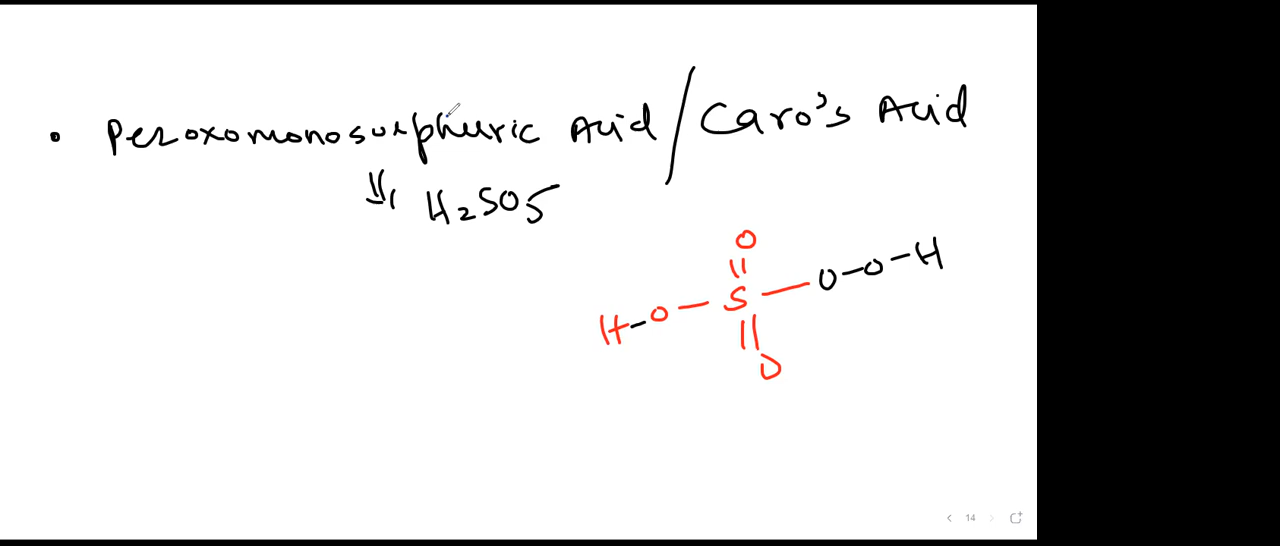 • Peroxomonosulphuric Acid / Caro's Acid
H₂SO5
O
O-O-H
S
H-O
O
14